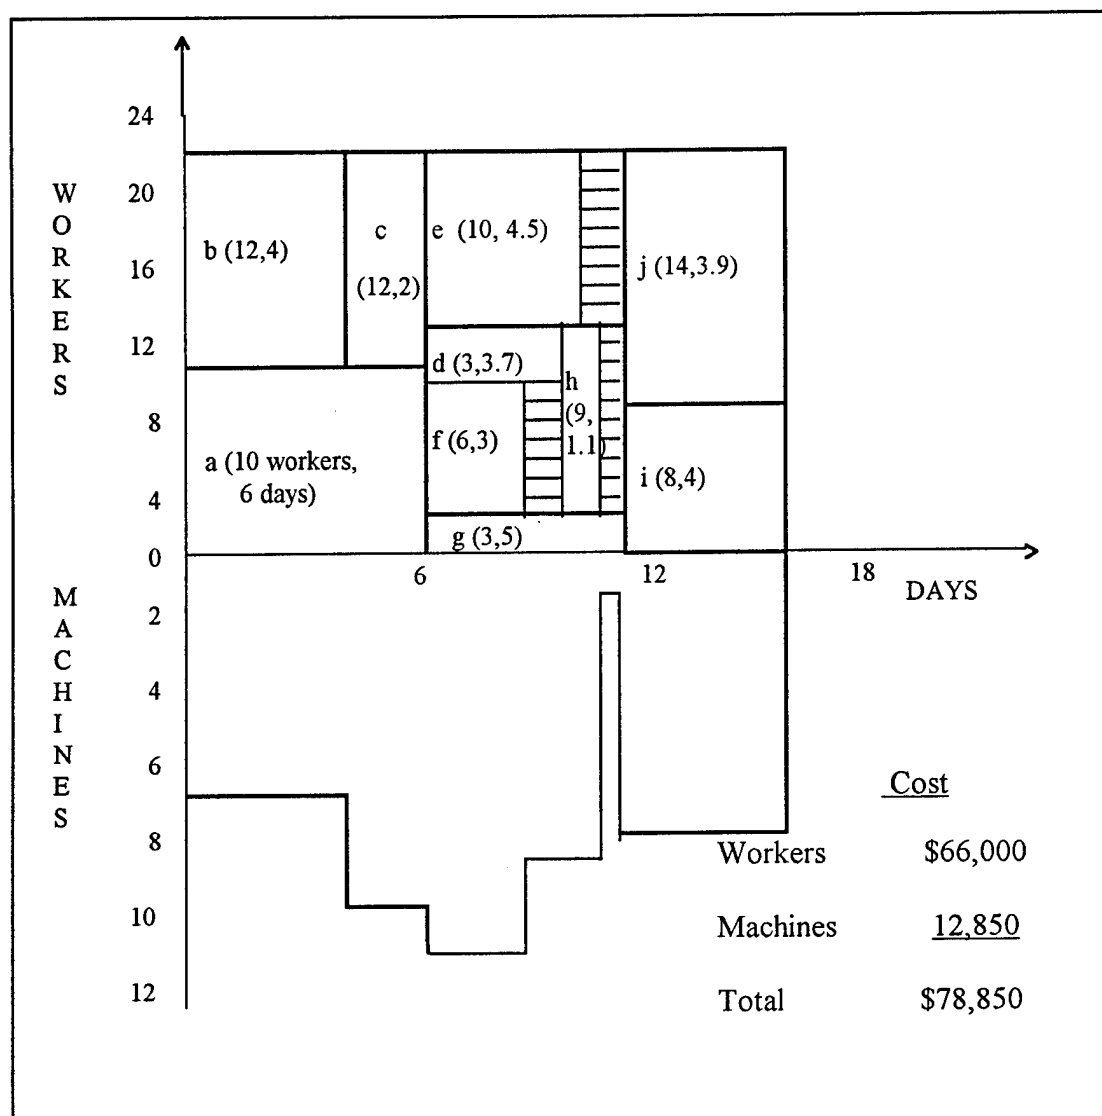 24
WORKERS
20
16
12
8
4
0
b (12,4)
c
(12,2)
e (10, 4.5)
j (14,3.9)
d (3,3.7)
h
(9,
1.1)
f (6,3)
a (10 workers,
6 days)
i (8,4)
g (3,5)
6
12
18
DAYS
MACHINES
2
4
6
8
10
12
Cost
Workers $66,000
Machines 12,850
Total $78,850